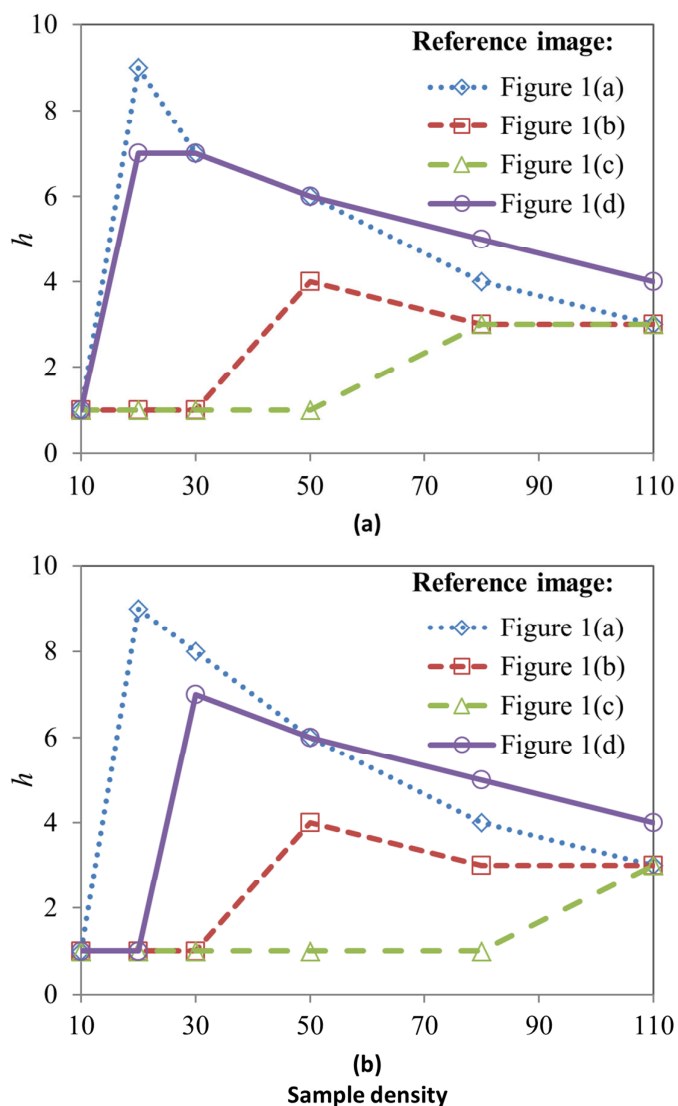 10
Reference image:
Figure 1(a)
Figure 1(b)
Figure 1(c)
Figure 1(d)
8
6
4
2
0
h
10 30 50 70 90 110
(a)
10
Reference image:
Figure 1(a)
Figure 1(b)
Figure 1(c)
Figure 1(d)
8
6
4
2
0
h
10 30 50 70 90 110
(b)
Sample density